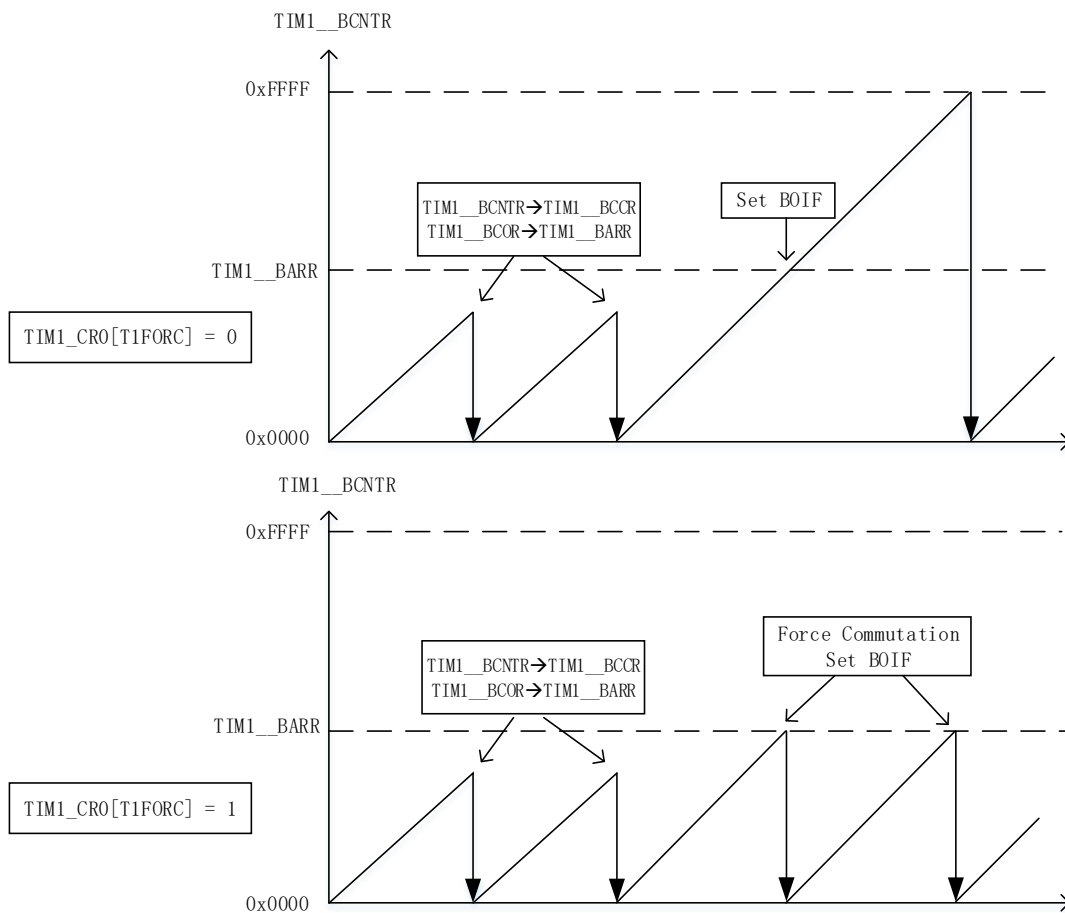 TIM1__BCNTR
0xFFFF
TIM1__BCNTR→TIM1__BCCR
TIM1__BCOR→TIM1__BARR
Set BOIF
TIM1__BARR
TIM1_CR0[T1FORC] = 0
0x0000
TIM1__BCNTR
0xFFFF
Force Commutation
Set BOIF
TIM1__BCNTR→TIM1__BCCR
TIM1__BCOR→TIM1__BARR
TIM1__BARR
TIM1_CR0[T1FORC] = 1
0x0000